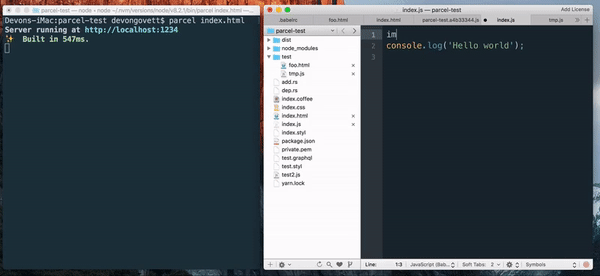 parcel-test — node • node ~/.nvm/versions/node/v8.2.1/bin/parcel index.html
Devons-iMac:parcel-test devongovett$ parcel index.html
Server running at http://localhost:1234
✨ Built in 547ms.
index.js — parcel-test
Add License
.babelrc
foo.html
index.html
parcel-test.a4b33344.js
index.js
tmp.js
parcel-test
dist
node_modules
test
foo.html
tmp.js
add.rs
dep.rs
index.coffee
index.css
index.html
index.js
index.styl
package.json
private.pem
test.graphql
test.styl
test2.js
yarn.lock
1 im
2 console.log('Hello world');
3
Line: 1:3 JavaScript (Bab… Soft Tabs: 2 Symbols